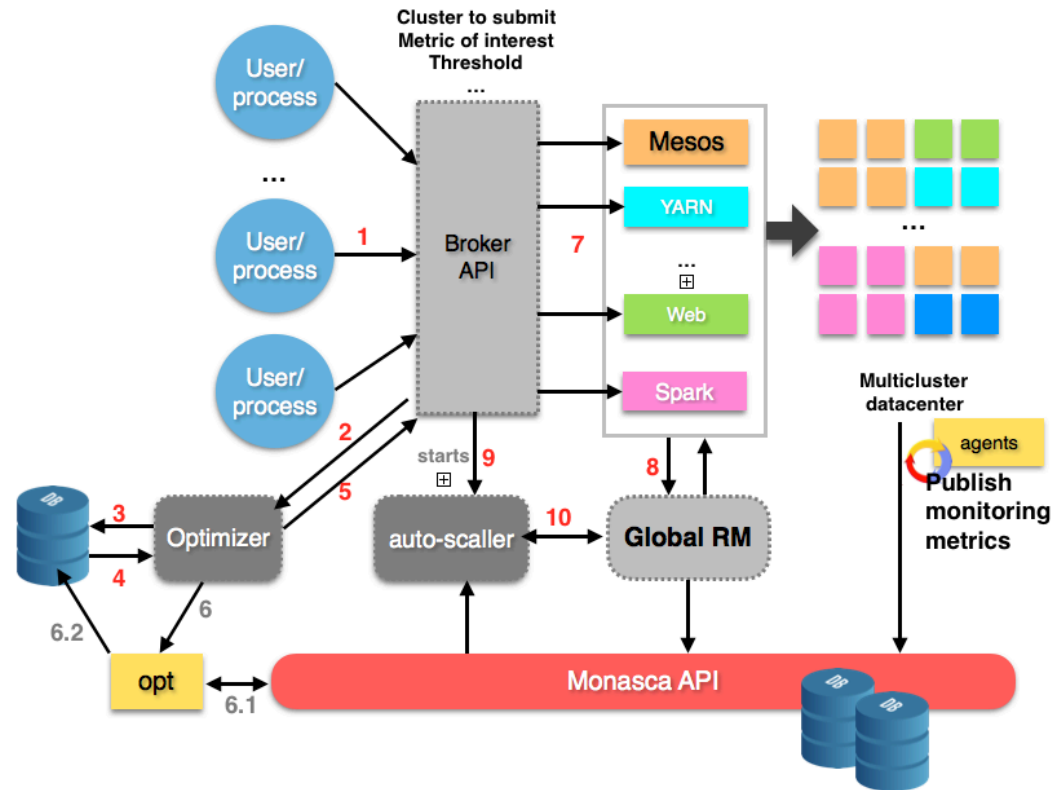 Cluster to submit
Metric of interest
Threshold
...
User/
process
...
User/
process
User/
process
1
Broker
API
Mesos
YARN
7
...
Web
Spark
...
Multicluster
datacenter
agents
Publish
monitoring
metrics
2
5
starts
9
8
DB
3
4
Optimizer
auto-scaller
10
Global RM
6
6.2
opt
6.1
Monasca API
DB
DB